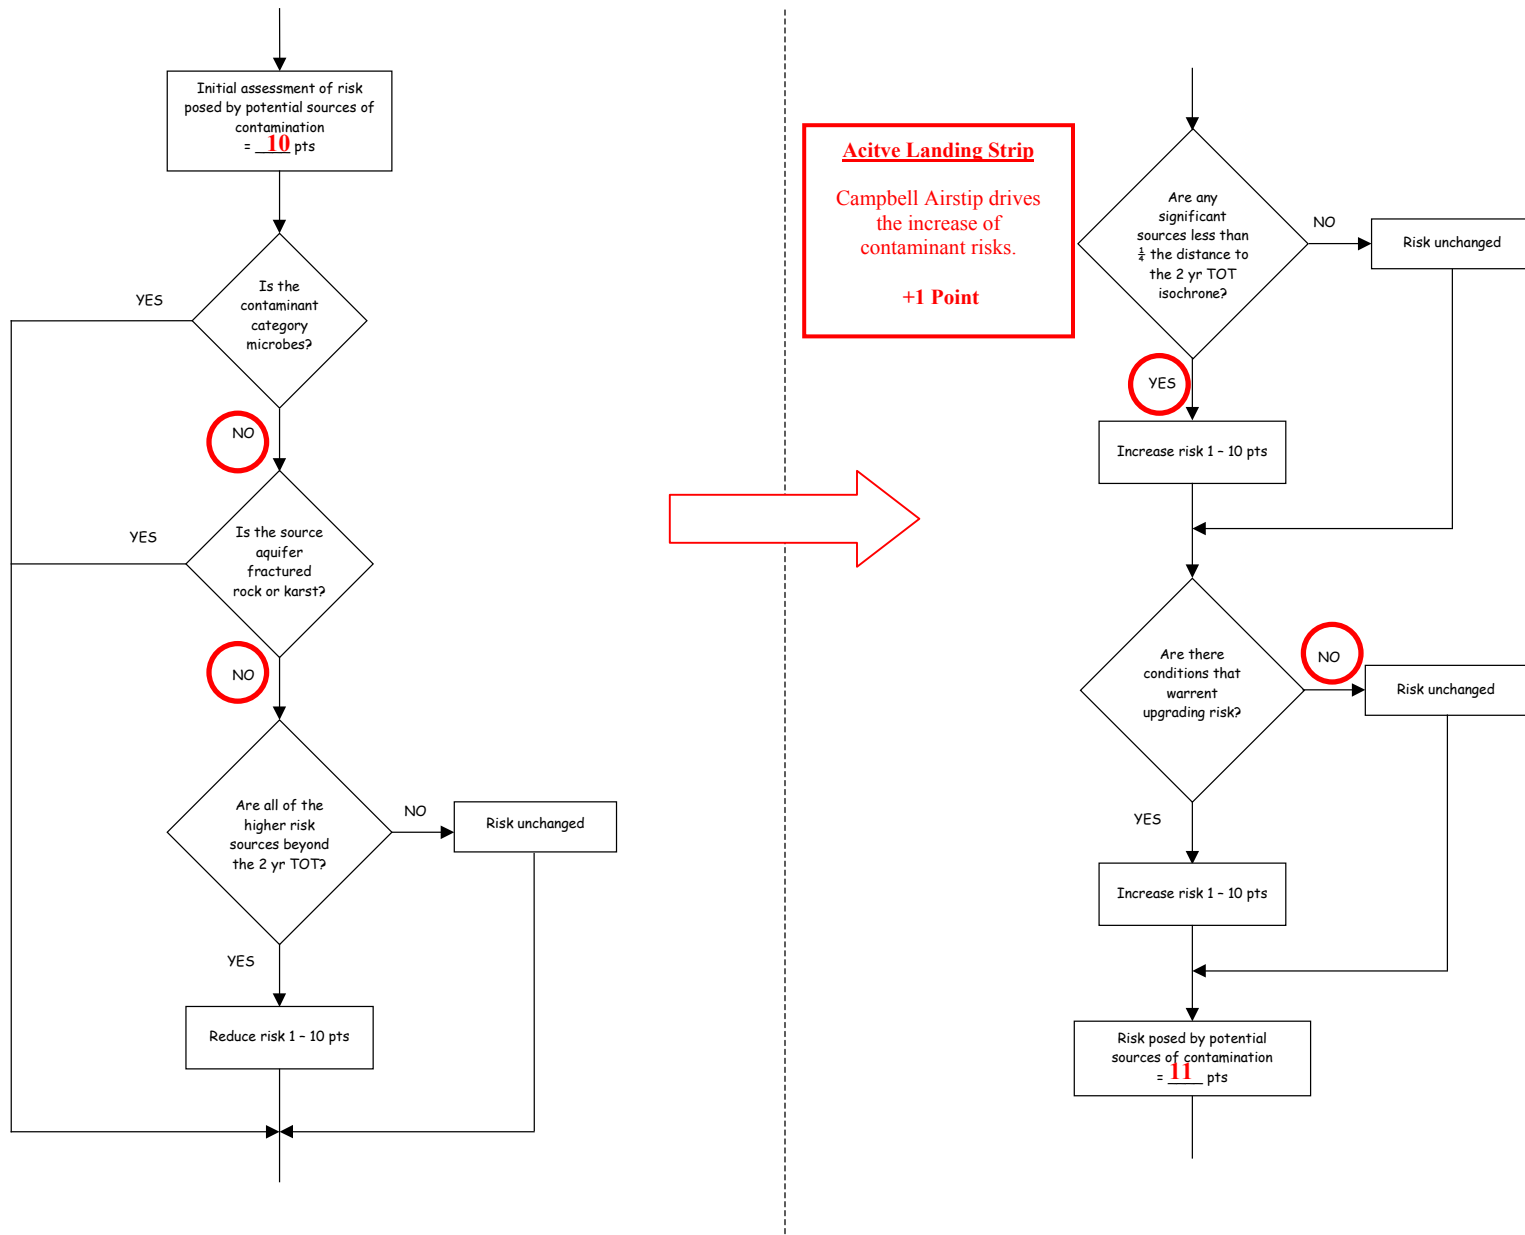 Initial assessment of risk
posed by potential sources of
contamination
= 10 pts
YES
Is the
contaminant
category
microbes?
NO
YES
Is the source
aquifer
fractured
rock or karst?
NO
Are all of the
higher risk
sources beyond
the 2 yr TOT?
NO
Risk unchanged
YES
Reduce risk 1 – 10 pts
Acitve Landing Strip
Campbell Airstip drives
the increase of
contaminant risks.
+1 Point
Are any
significant
sources less than
¼ the distance to
the 2 yr TOT
isochrone?
NO
Risk unchanged
YES
Increase risk 1 – 10 pts
Are there
conditions that
warrent
upgrading risk?
NO
Risk unchanged
YES
Increase risk 1 – 10 pts
Risk posed by potential
sources of contamination
= 11 pts